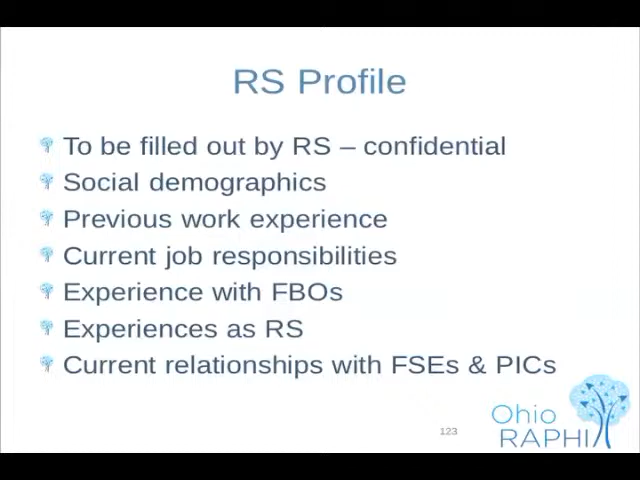 RS Profile
To be filled out by RS – confidential
Social demographics
Previous work experience
Current job responsibilities
Experience with FBOs
Experiences as RS
Current relationships with FSEs & PICs
123
Ohio
RAPHI